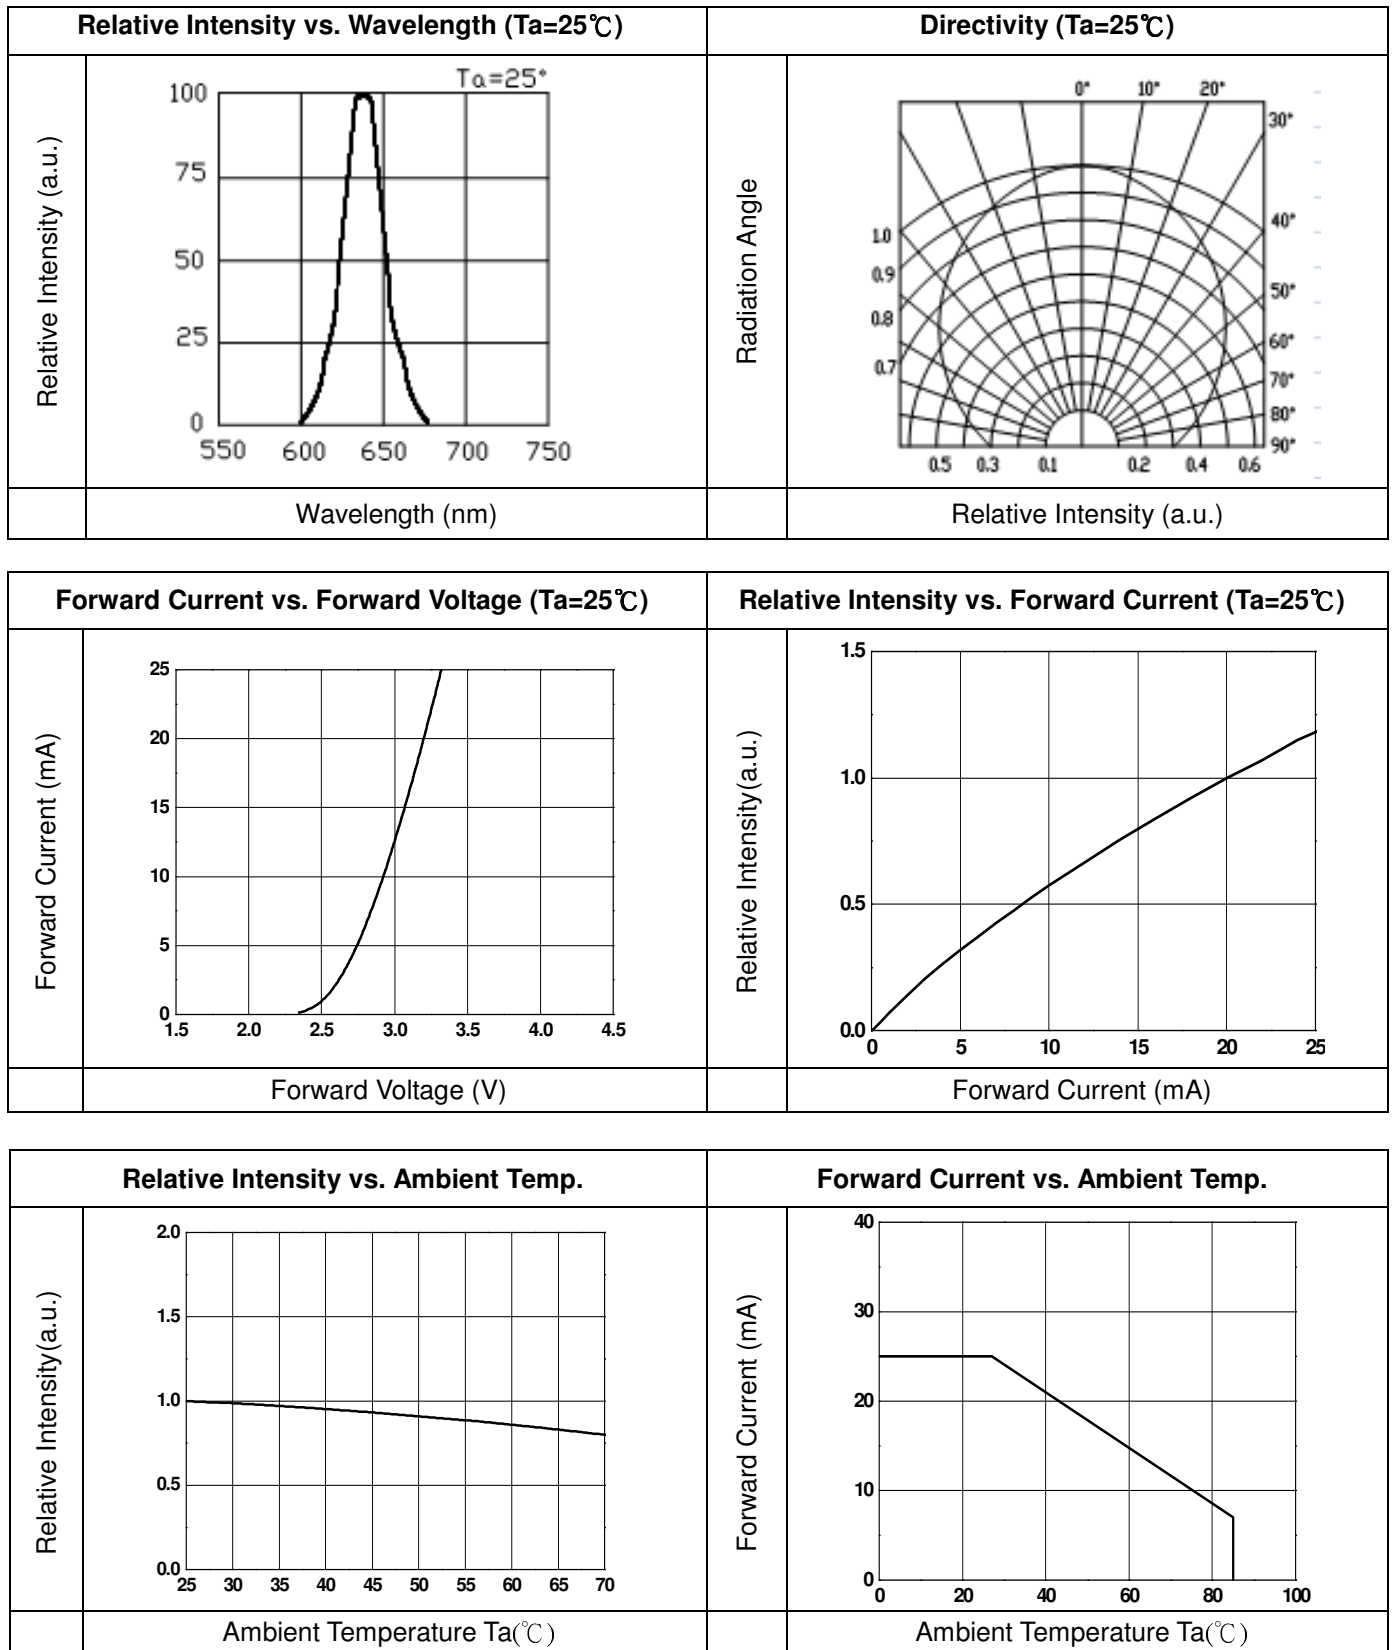 Relative Intensity vs. Wavelength (Ta=25℃)
Directivity (Ta=25℃)
Relative Intensity (a.u.)
Ta=25°
100
75
50
25
0
550 600 650 700 750
Wavelength (nm)
Radiation Angle
0° 10° 20°
30°
40°
50°
60°
70°
80°
90°
1.0
0.9
0.8
0.7
0.5 0.3 0.1 0.2 0.4 0.6
Relative Intensity (a.u.)
Forward Current vs. Forward Voltage (Ta=25℃)
Relative Intensity vs. Forward Current (Ta=25℃)
Forward Current (mA)
25
20
15
10
5
0
1.5 2.0 2.5 3.0 3.5 4.0 4.5
Forward Voltage (V)
Relative Intensity(a.u.)
1.5
1.0
0.5
0.0
0 5 10 15 20 25
Forward Current (mA)
Relative Intensity vs. Ambient Temp.
Forward Current vs. Ambient Temp.
Relative Intensity(a.u.)
2.0
1.5
1.0
0.5
0.0
25 30 35 40 45 50 55 60 65 70
Ambient Temperature Ta(℃)
Forward Current (mA)
40
30
20
10
0
0 20 40 60 80 100
Ambient Temperature Ta(℃)